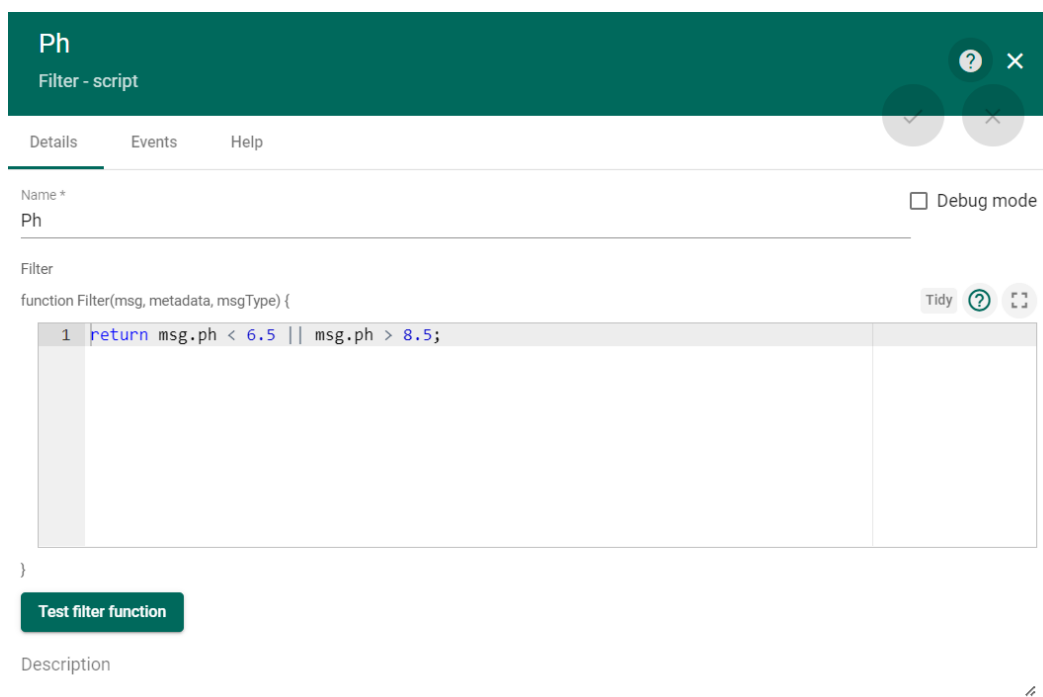 Ph
Filter - script
Details Events Help
Name *
Ph
Debug mode
Filter
function Filter(msg, metadata, msgType) {
Tidy
1 return msg.ph < 6.5 || msg.ph > 8.5;
}
Test filter function
Description